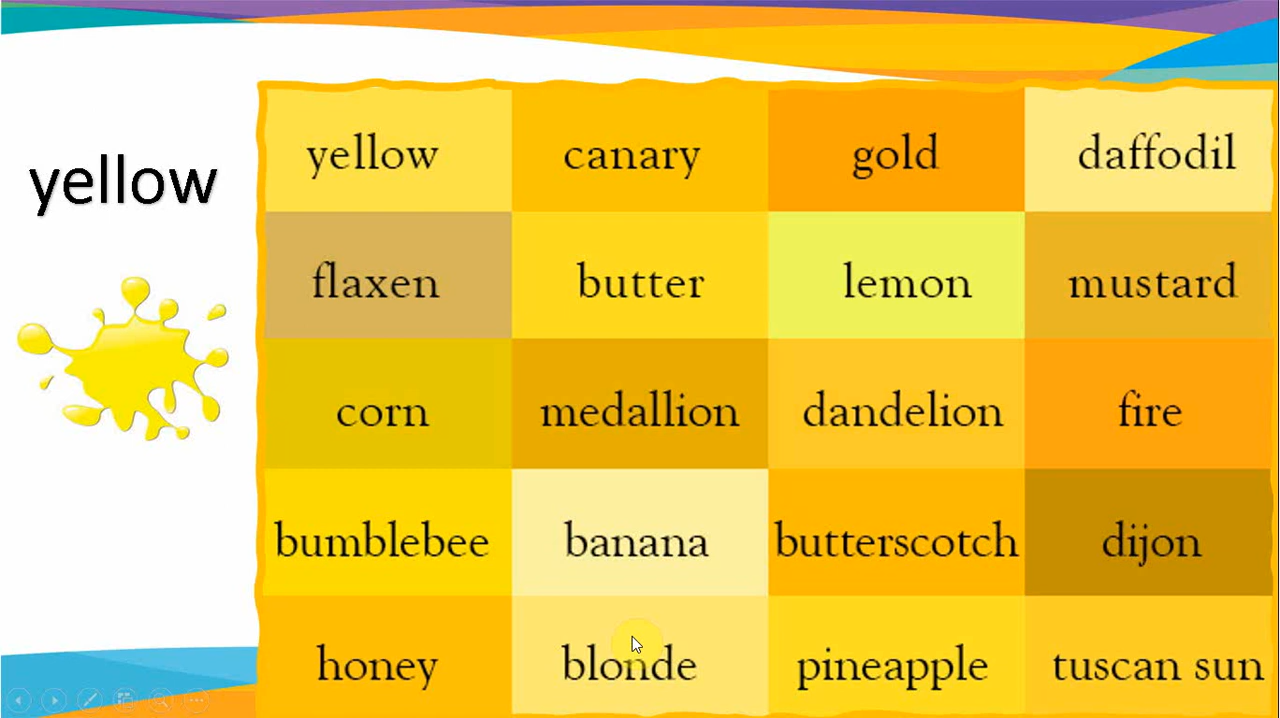 yellow
yellow canary gold daffodil
flaxen butter lemon mustard
corn medallion dandelion fire
bumblebee banana butterscotch dijon
honey blonde pineapple tuscan sun